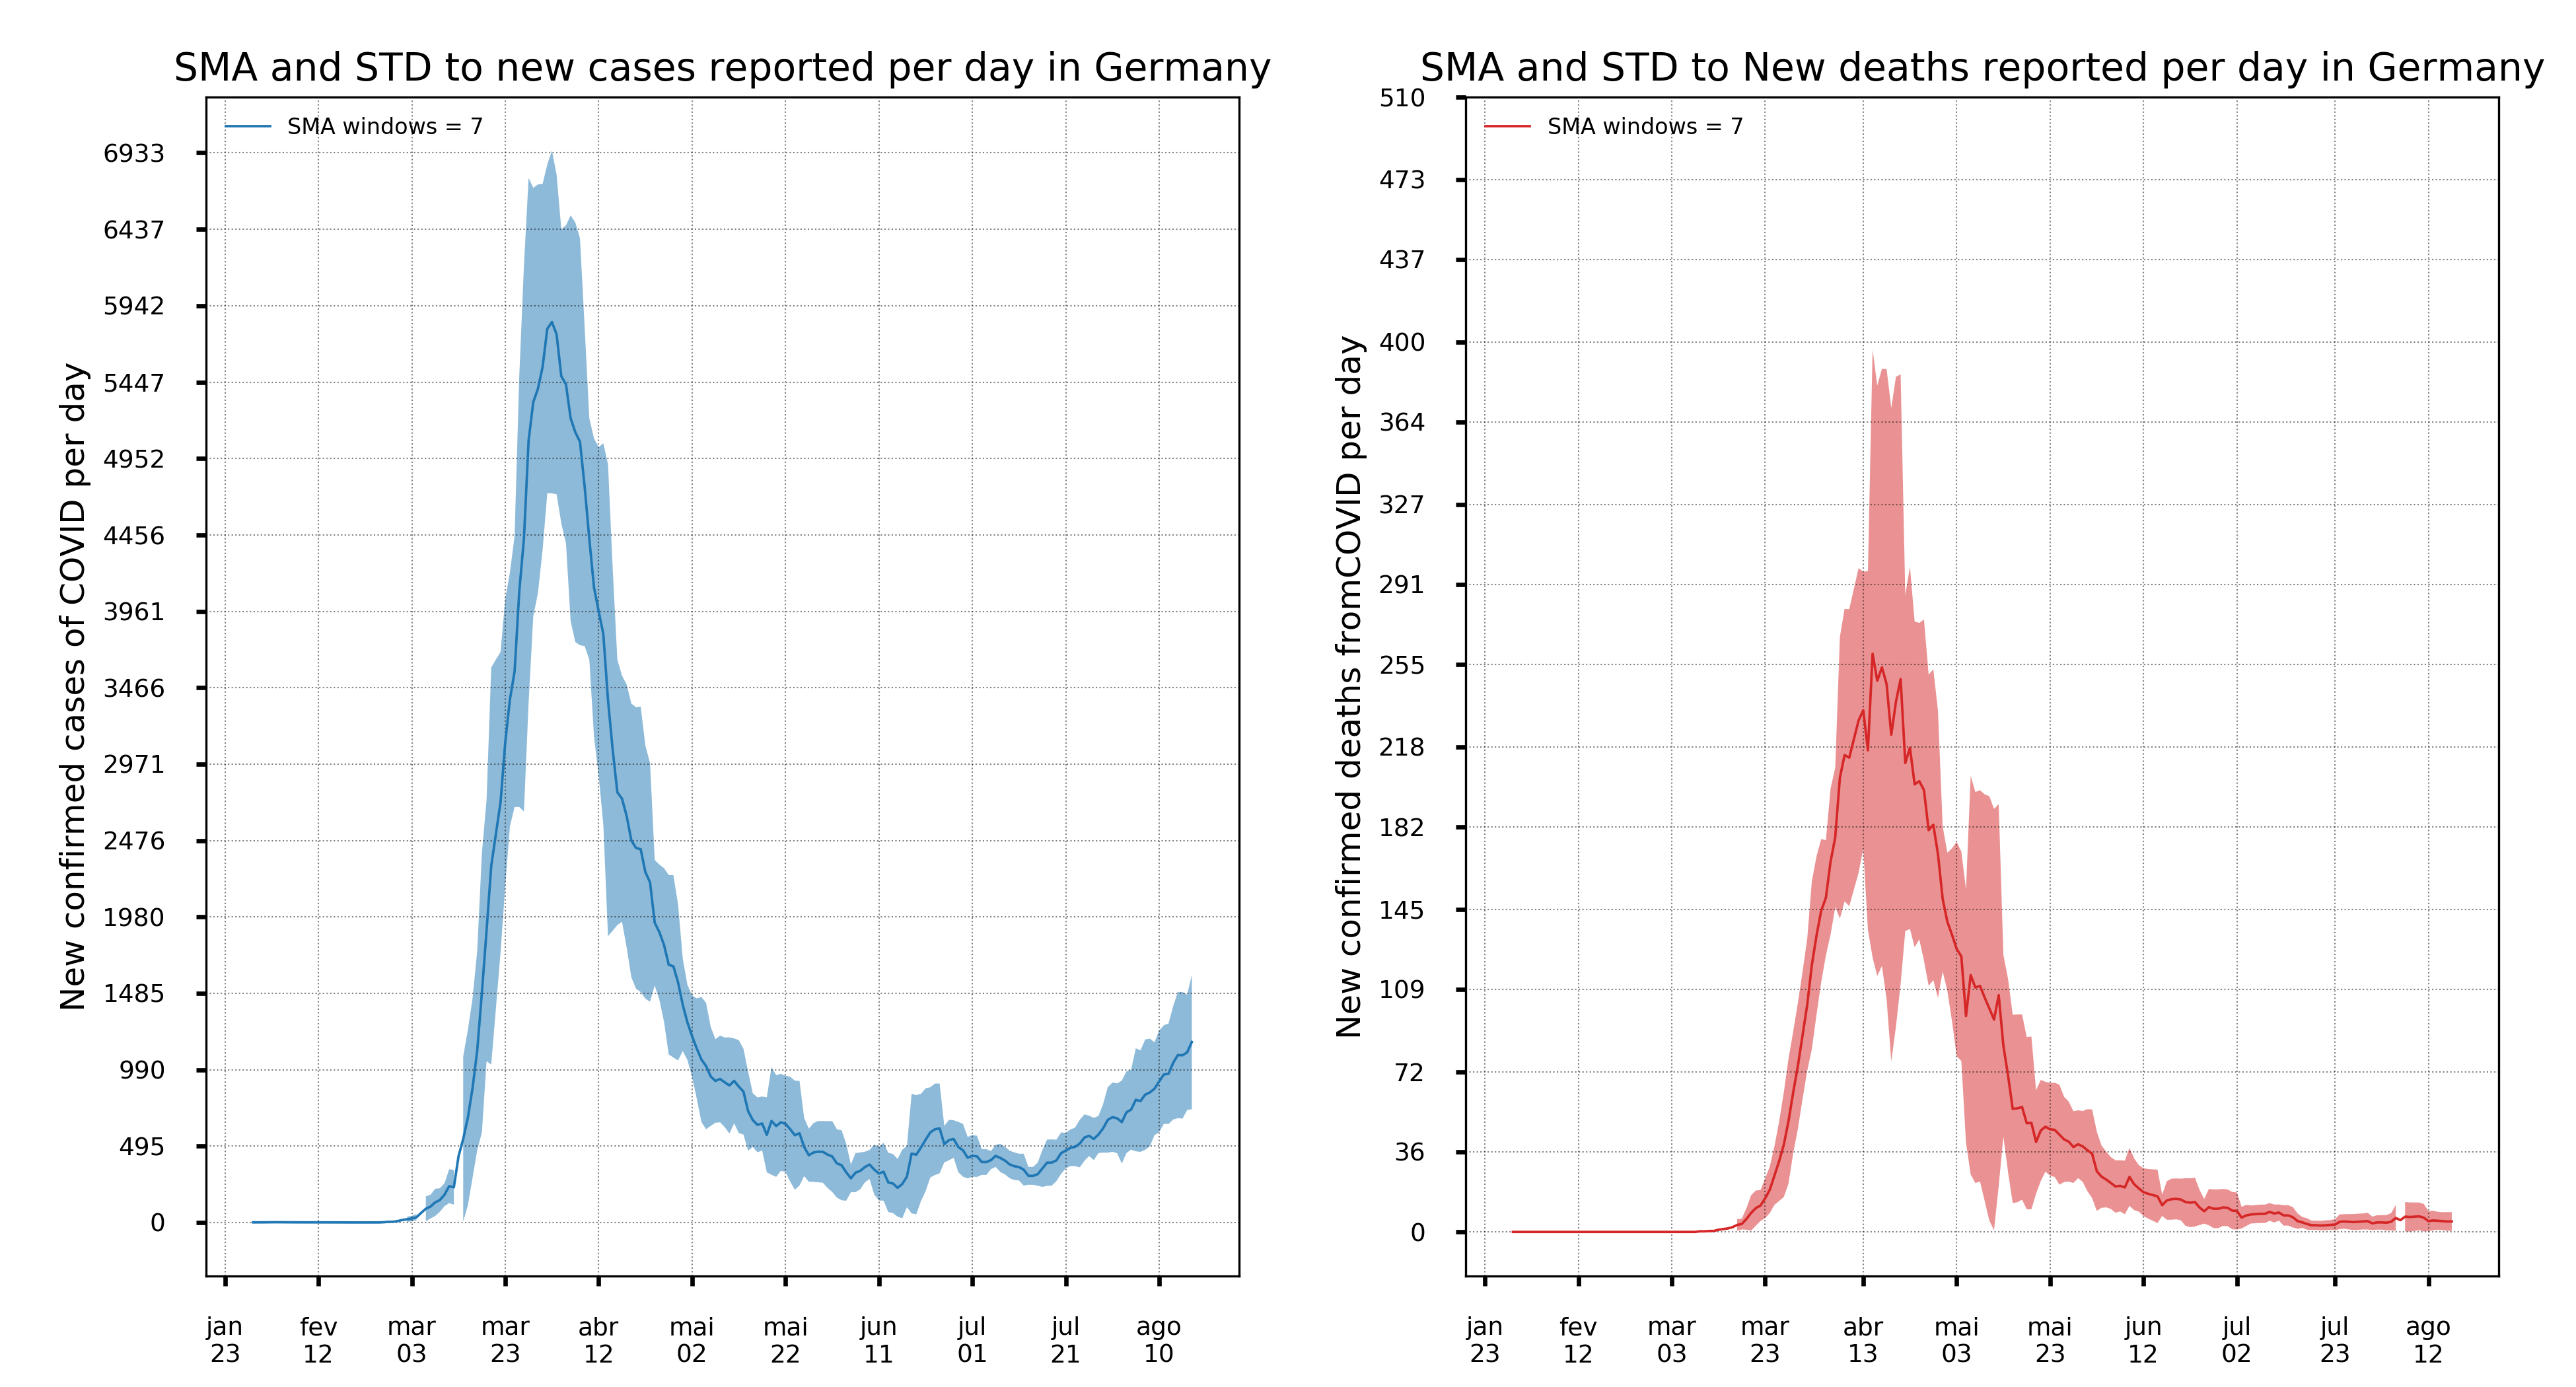 SMA and STD to new cases reported per day in Germany
SMA windows = 7
New confirmed cases of COVID per day
6933
6437
5942
5447
4952
4456
3961
3466
2971
2476
1980
1485
990
495
0
jan 23
fev 12
mar 03
mar 23
abr 12
mai 02
mai 22
jun 11
jul 01
jul 21
ago 10
SMA and STD to New deaths reported per day in Germany
SMA windows = 7
New confirmed deaths fromCOVID per day
510
473
437
400
364
327
291
255
218
182
145
109
72
36
0
jan 23
fev 12
mar 03
mar 23
abr 13
mai 03
mai 23
jun 12
jul 02
jul 23
ago 12